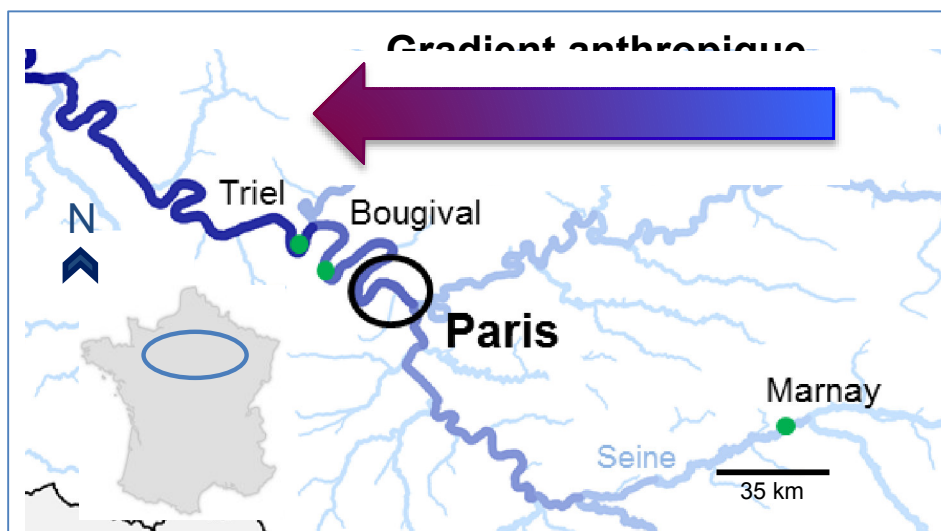 Gradient anthropique
Triel
Bougival
N
Paris
Marnay
Seine
35 km